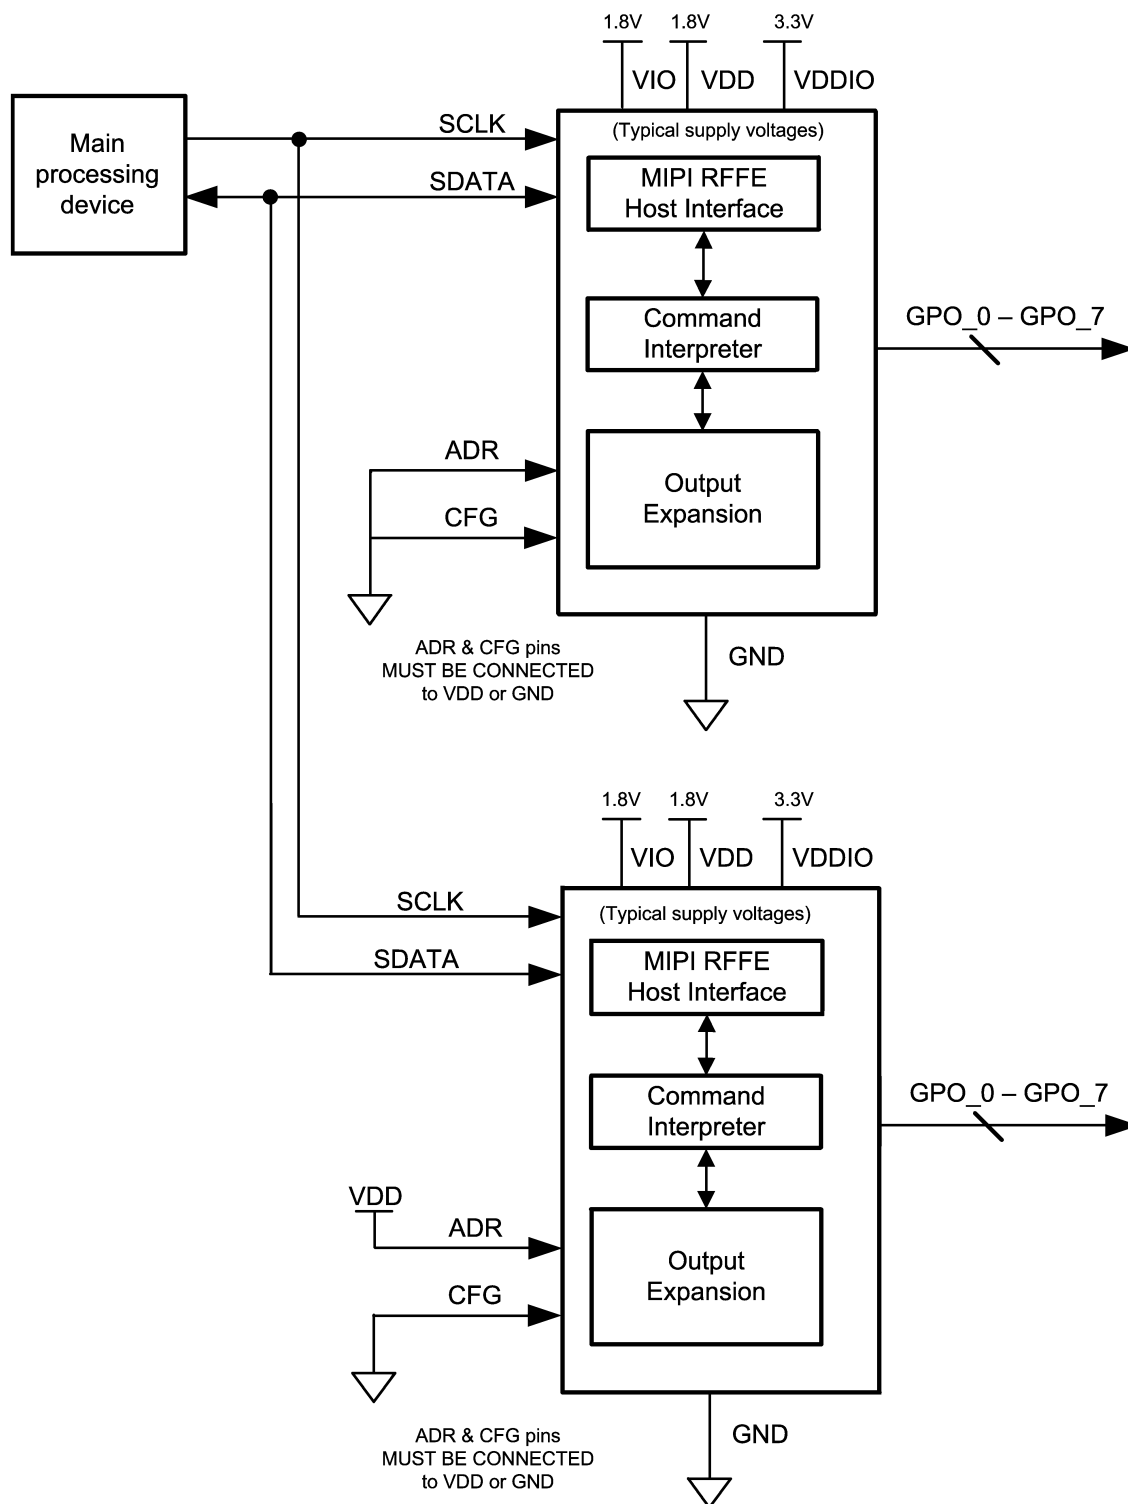 1.8V 1.8V 3.3V
VIO VDD VDDIO
(Typical supply voltages)
Main
processing
device
SCLK
SDATA
MIPI RFFE
Host Interface
Command
Interpreter
GPO_0 – GPO_7
ADR
CFG
Output
Expansion
ADR & CFG pins
MUST BE CONNECTED
to VDD or GND
GND
1.8V 1.8V 3.3V
VIO VDD VDDIO
(Typical supply voltages)
SCLK
SDATA
MIPI RFFE
Host Interface
Command
Interpreter
GPO_0 – GPO_7
VDD
ADR
CFG
Output
Expansion
ADR & CFG pins
MUST BE CONNECTED
to VDD or GND
GND